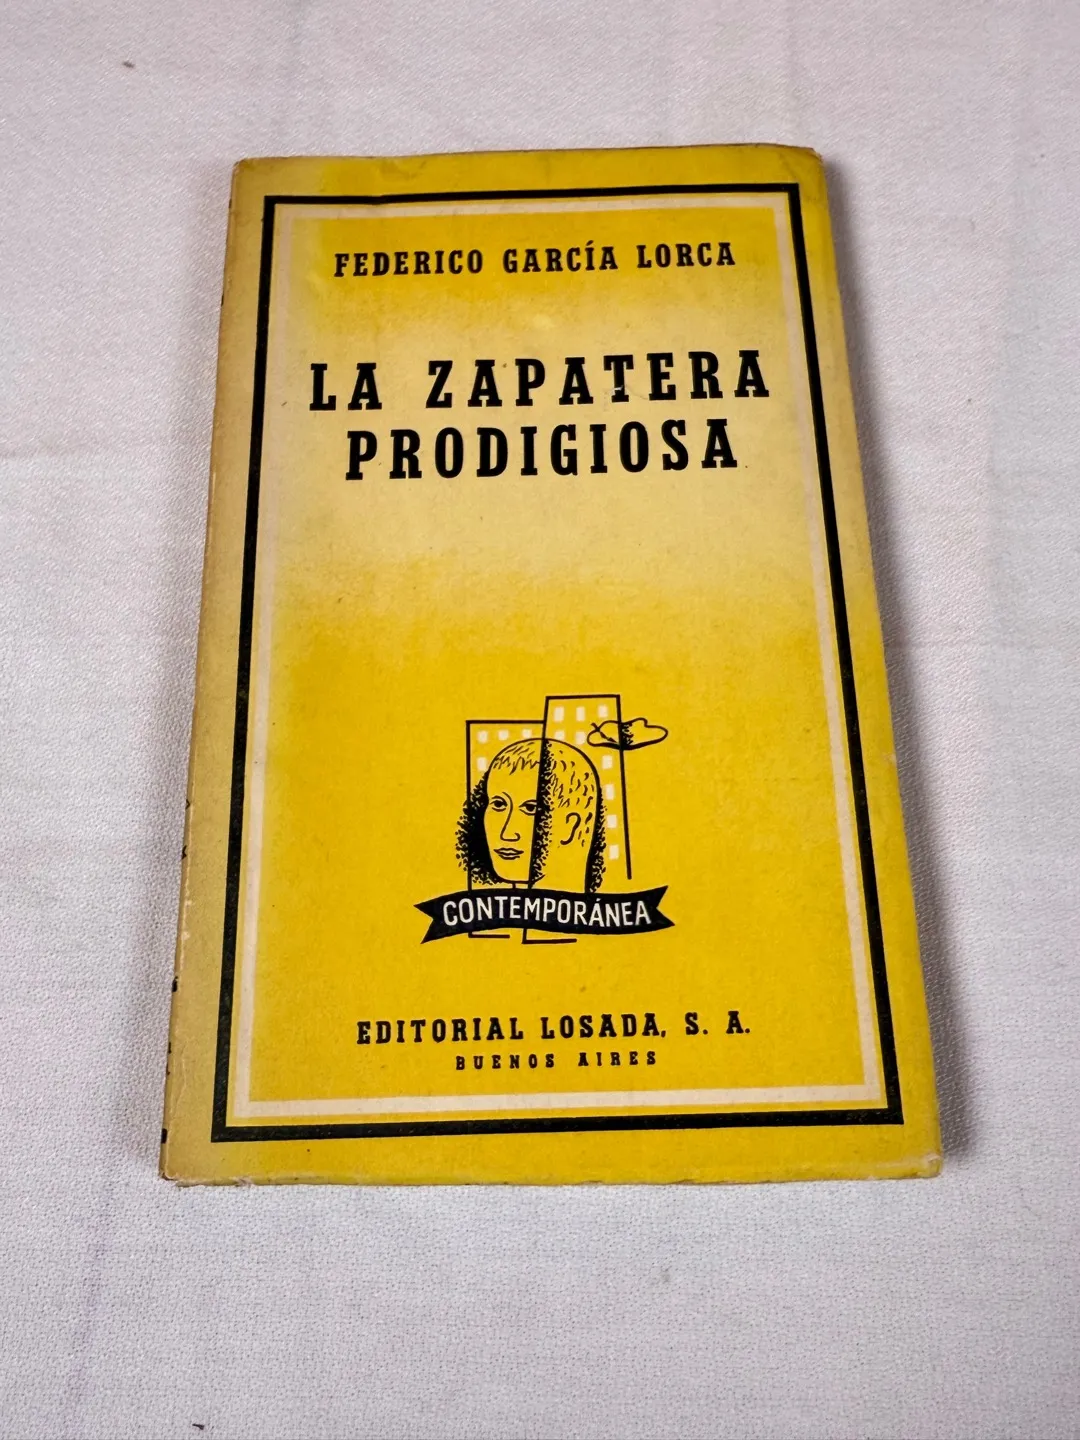 FEDERICO GARCÍA LORCA
LA ZAPATERA
PRODIGIOSA
CONTEMPORÁNEA
EDITORIAL LOSADA, S. A.
BUENOS AIRES